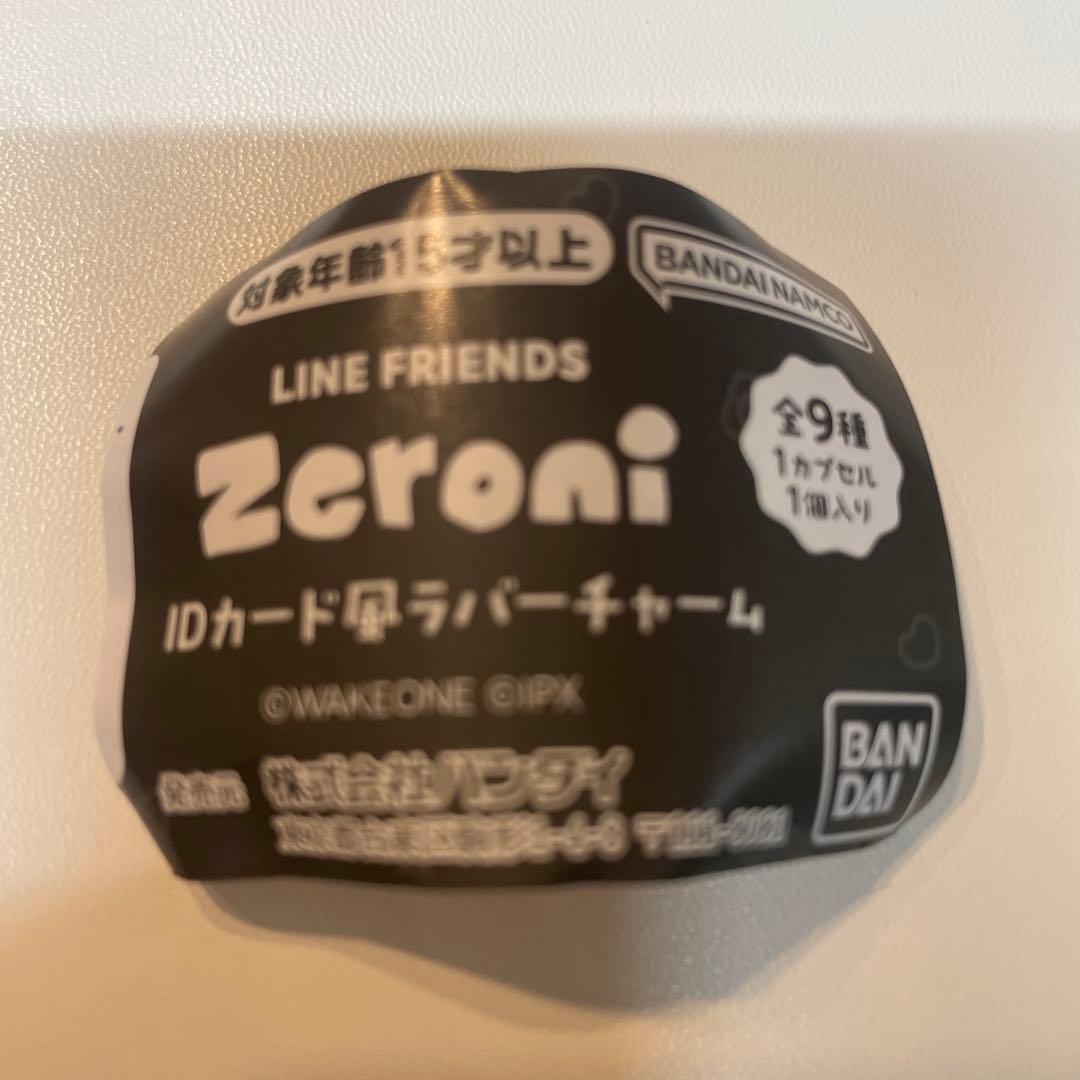 対象年齢15才以上
BANDAI NAMCO
LINE FRIENDS
zeroni
全9種
1カプセル
1個入り
IDカード風ラバーチャーム
©WAKEONE ©IPX
発売元 株式会社バンダイ
BAN
DAI